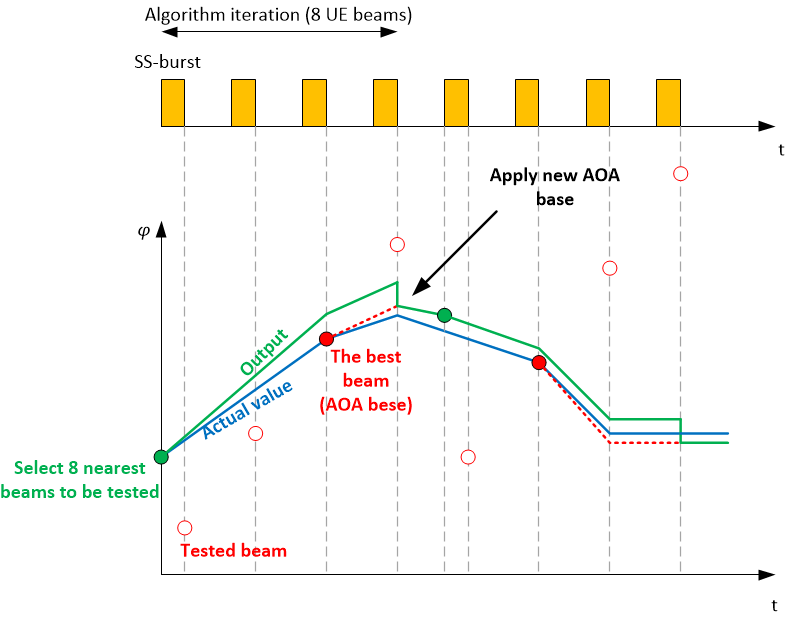 Algorithm iteration (8 UE beams)
SS-burst
t
Apply new AOA
base
φ
Output
Actual value
The best
beam
(AOA bese)
Select 8 nearest
beams to be tested
Tested beam
t